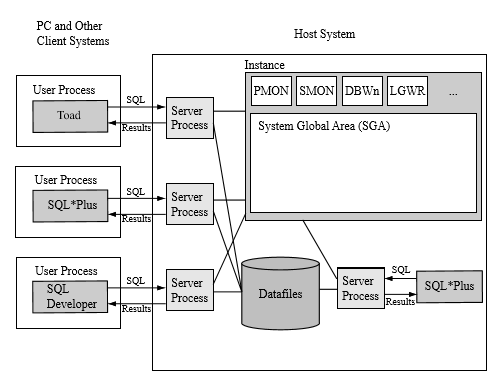 PC and Other
Client Systems
Host System
Instance
PMON
SMON
DBWn
LGWR
...
System Global Area (SGA)
User Process
Toad
SQL
Results
Server
Process
User Process
SQL*Plus
SQL
Results
Server
Process
User Process
SQL
Developer
SQL
Results
Server
Process
Datafiles
Server
Process
SQL
Results
SQL*Plus